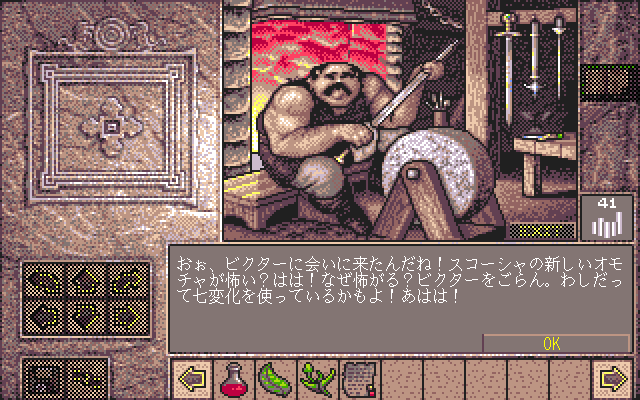 41
おぉ、ビクターに会いに来たんだね！スコーシャの新しいオモ
チャが怖い？はは！なぜ怖がる？ビクターをごらん。わしだっ
て七変化を使っているかもよ！あはは！
OK